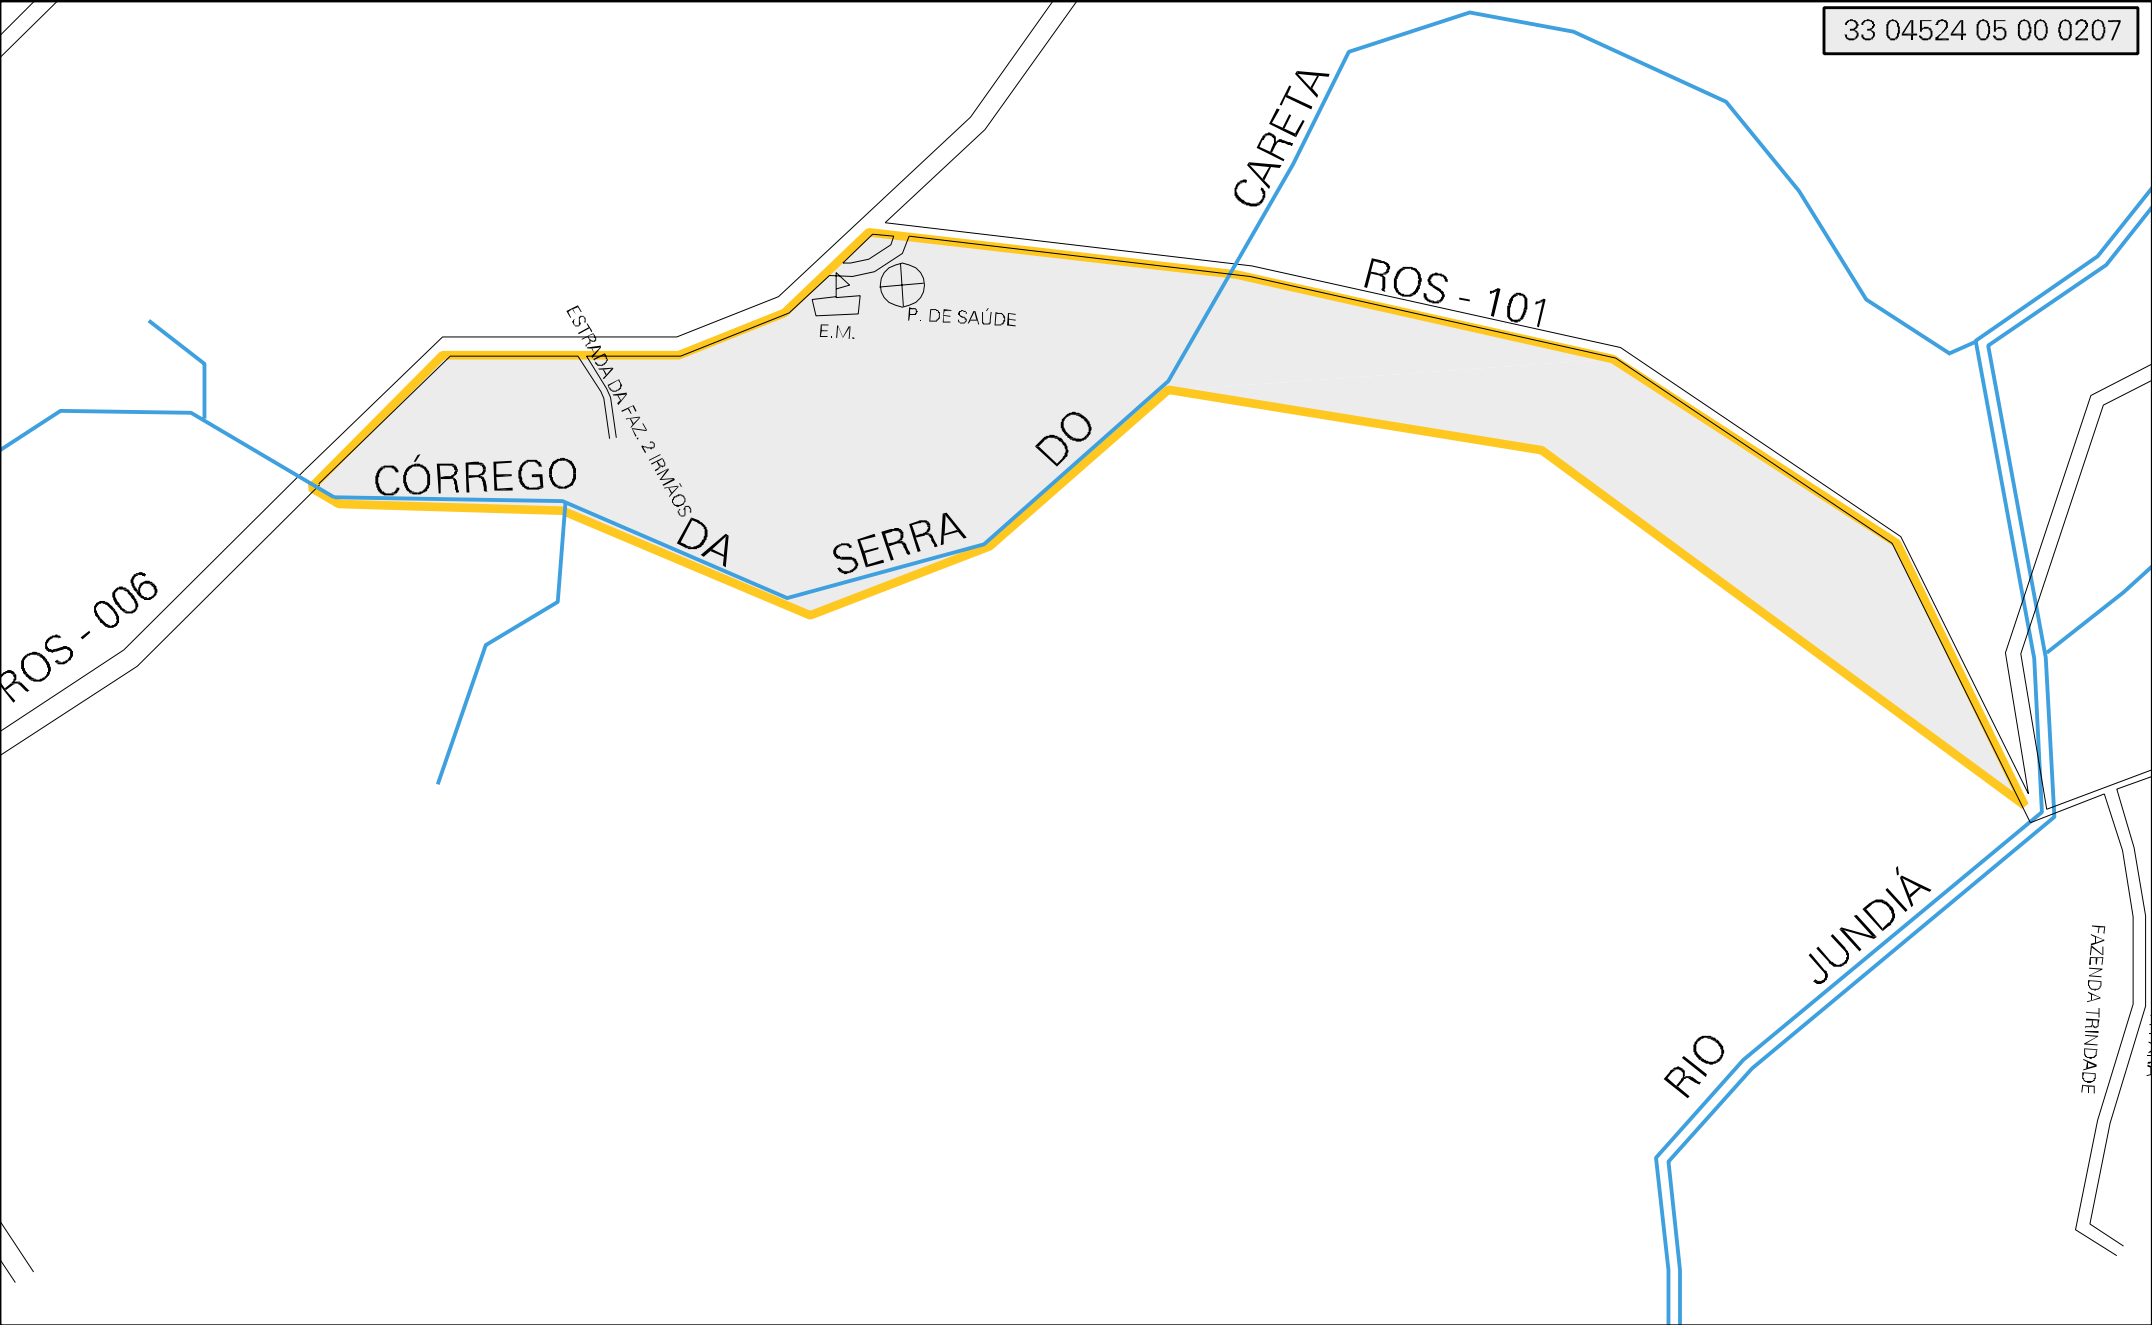 33 04524 05 00 0207
CARETA
ROS - 101
P. DE SAÚDE
E.M.
ESTRADA DA FAZ. 2 IRMÃOS
CÓRREGO
DA
SERRA
DO
ROS - 006
JUNDIÁ
RIO
FAZENDA TRINDADE